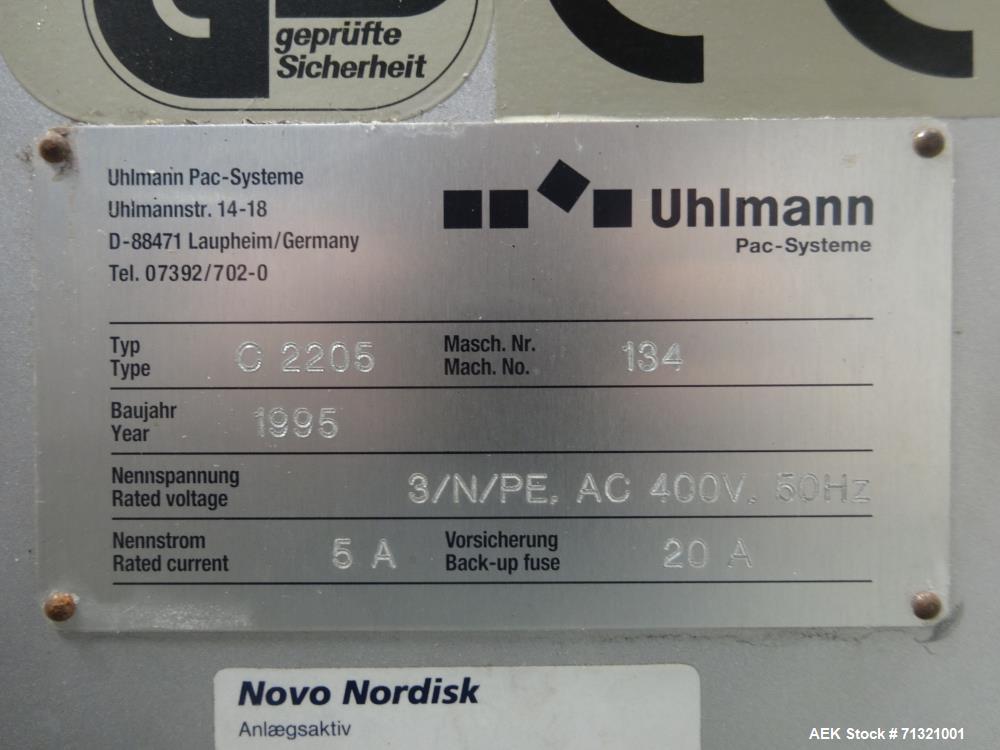 geprüfte
Sicherheit
Uhlmann Pac-Systeme
Uhlmannstr. 14-18
D-88471 Laupheim/Germany
Tel. 07392/702-0
Uhlmann
Pac-Systeme
Typ
Type
C 2205
Masch. Nr.
Mach. No.
134
Baujahr
Year
1995
Nennspannung
Rated voltage
3/N/PE, AC 400V, 50Hz
Nennstrom
Rated current
5 A
Vorsicherung
Back-up fuse
20 A
Novo Nordisk
Anlægsaktiv
AEK Stock #71321001